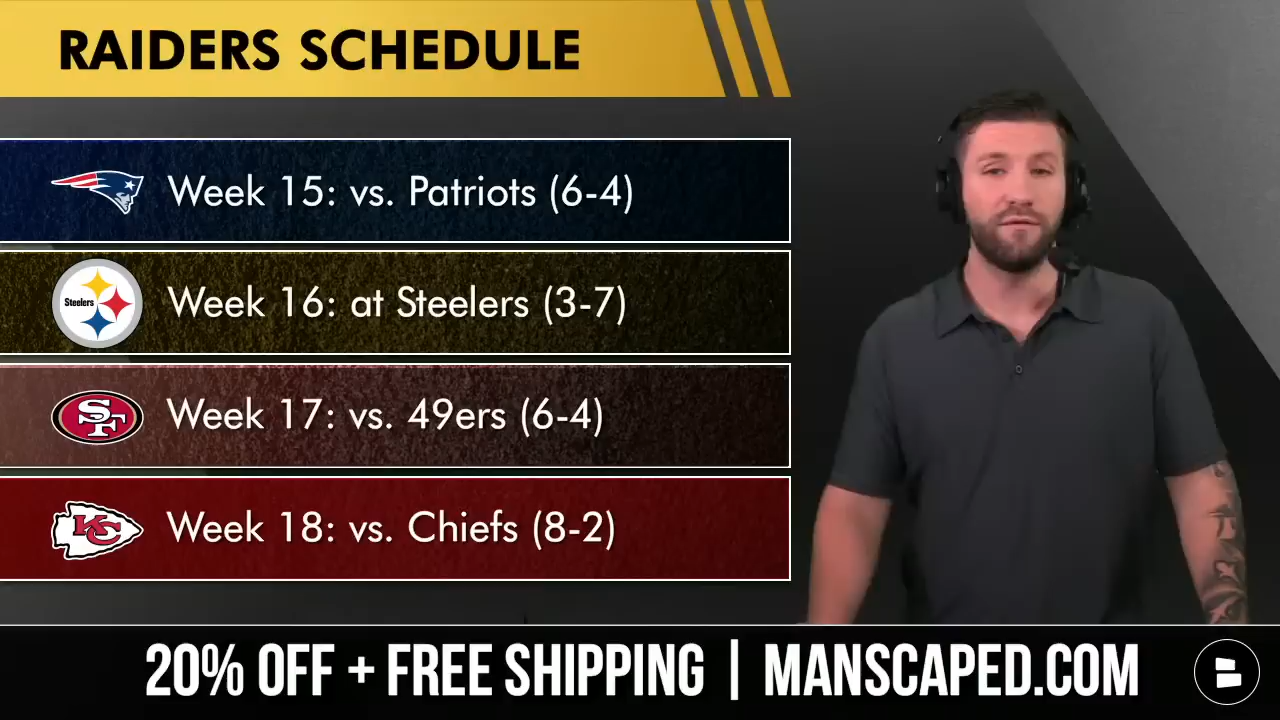 RAIDERS SCHEDULE
Week 15: vs. Patriots (6-4)
Steelers
Week 16: at Steelers (3-7)
SF
Week 17: vs. 49ers (6-4)
KC
Week 18: vs. Chiefs (8-2)
20% OFF + FREE SHIPPING | MANSCAPED.COM